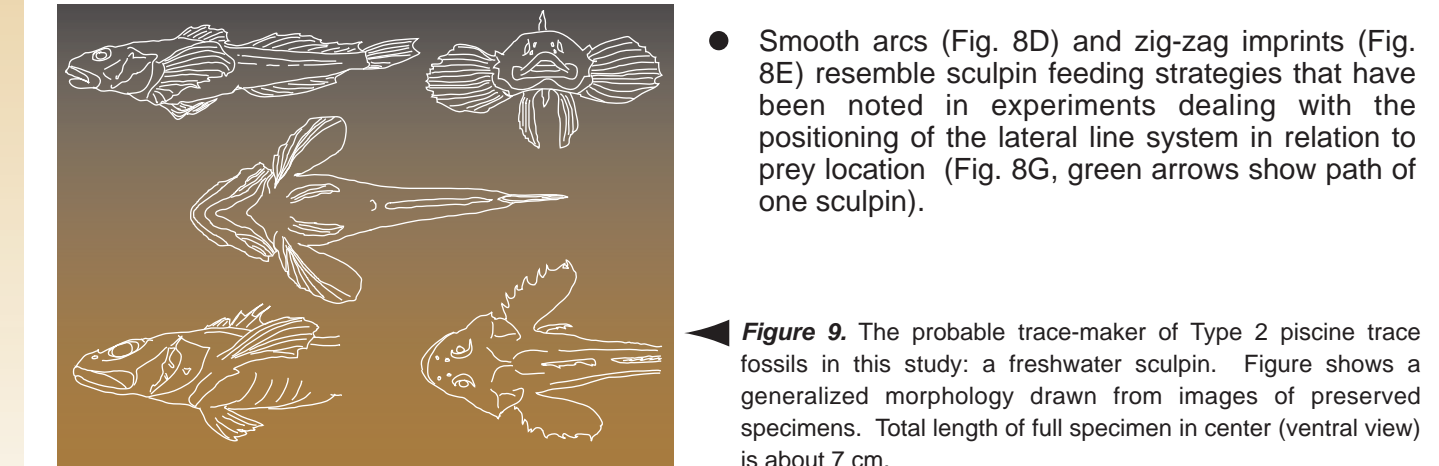 ● Smooth arcs (Fig. 8D) and zig-zag imprints (Fig.
8E) resemble sculpin feeding strategies that have
been noted in experiments dealing with the
positioning of the lateral line system in relation to
prey location (Fig. 8G, green arrows show path of
one sculpin).
Figure 9. The probable trace-maker of Type 2 piscine trace
fossils in this study: a freshwater sculpin. Figure shows a
generalized morphology drawn from images of preserved
specimens. Total length of full specimen in center (ventral view)
is about 7 cm.